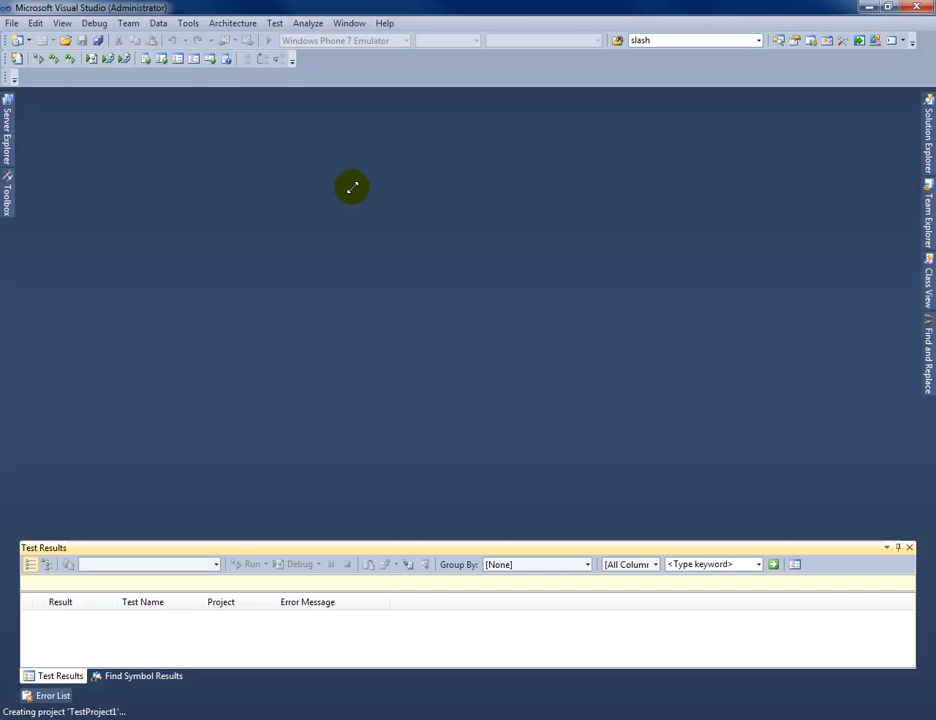 Microsoft Visual Studio (Administrator)
File Edit View Debug Team Data Tools Architecture Test Analyze Window Help
Windows Phone 7 Emulator slash
Server Explorer
Toolbox
Solution Explorer
Team Explorer
Class View
Find and Replace
Test Results
Run Debug Group By: [None] [All Colum <Type keyword>
Result Test Name Project Error Message
Test Results Find Symbol Results
Error List
Creating project 'TestProject1'...